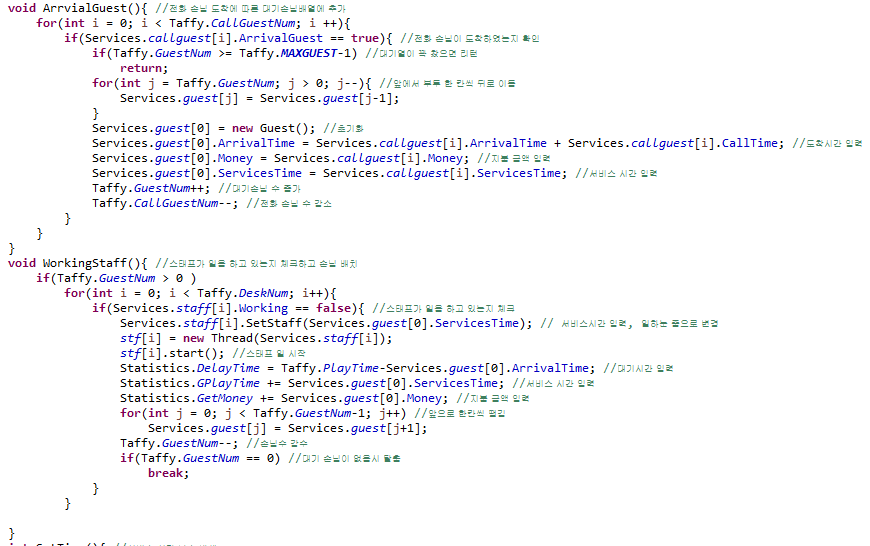 void ArrvialGuest(){ //전화 손님 도착에 따른 대기손님배열에 추가
for(int i = 0; i < Taffy.CallGuestNum; i ++){
if(Services.callguest[i].ArrivalGuest == true){ //전화 손님이 도착하였는지 확인
if(Taffy.GuestNum >= Taffy.MAXGUEST-1) //대기열이 꽉 찼으면 리턴
return;
for(int j = Taffy.GuestNum; j > 0; j--){ //앞에서 부투 한 칸씩 뒤로 이동
Services.guest[j] = Services.guest[j-1];
}
Services.guest[0] = new Guest(); //초기화
Services.guest[0].ArrivalTime = Services.callguest[i].ArrivalTime + Services.callguest[i].CallTime; //도착시간 입력
Services.guest[0].Money = Services.callguest[i].Money; //지불 금액 입력
Services.guest[0].ServicesTime = Services.callguest[i].ServicesTime; //서비스 시간 입력
Taffy.GuestNum++; //대기손님 수 증가
Taffy.CallGuestNum--; //전화 손님 수 감소
}
}
}
void WorkingStaff(){ //스태프가 일을 하고 있는지 체크하고 손님 배치
if(Taffy.GuestNum > 0 )
for(int i = 0; i < Taffy.DeskNum; i++){
if(Services.staff[i].Working == false){ //스태프가 일을 하고 있는지 체크
Services.staff[i].SetStaff(Services.guest[0].ServicesTime); // 서비스시간 입력, 일하는 중으로 변경
stf[i] = new Thread(Services.staff[i]);
stf[i].start(); //스태프 일 시작
Statistics.DelayTime = Taffy.PlayTime-Services.guest[0].ArrivalTime; //대기시간 입력
Statistics.GPlayTime += Services.guest[0].ServicesTime; //서비스 시간 입력
Statistics.GetMoney += Services.guest[0].Money; //지불 금액 입력
for(int j = 0; j < Taffy.GuestNum-1; j++) //앞으로 한칸씩 땡김
Services.guest[j] = Services.guest[j+1];
Taffy.GuestNum--; //손님수 감수
if(Taffy.GuestNum == 0) //대기 손님이 없을시 탈출
break;
}
}
}